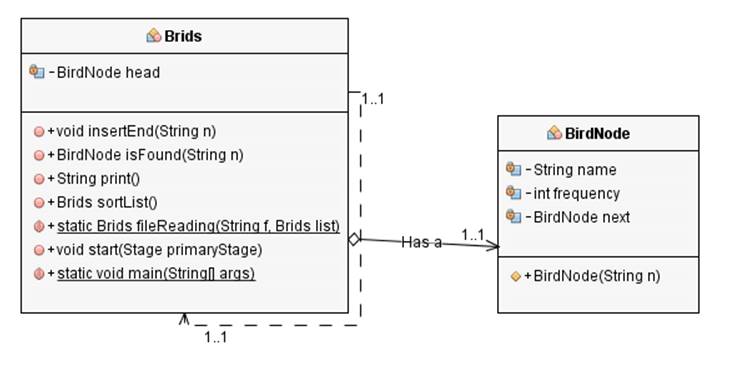 Brids
-BirdNode head
+void insertEnd(String n)
+BirdNode isFound(String n)
+String print()
+Brids sortList()
+static Brids fileReading(String f, Brids list)
+void start(Stage primaryStage)
+static void main(String[] args)
1..1
1..1
Has a
1..1
BirdNode
-String name
-int frequency
-BirdNode next
+BirdNode(String n)